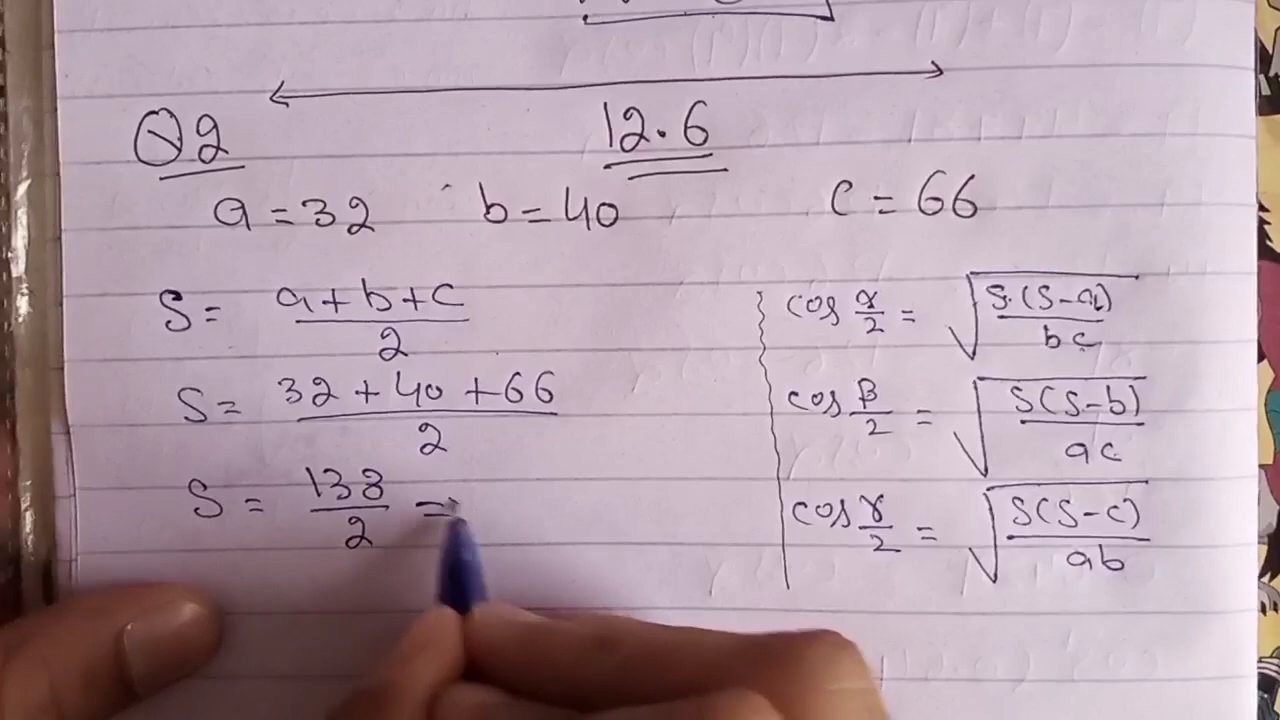 Q2 12.6
a = 32 b = 40 c = 66
S = a + b + c / 2
S = 32 + 40 + 66 / 2
S = 138 / 2 =
cos α/2 = √ S.(S-a) / bc
cos β/2 = √ S(S-b) / ac
cos γ/2 = √ S(S-c) / ab